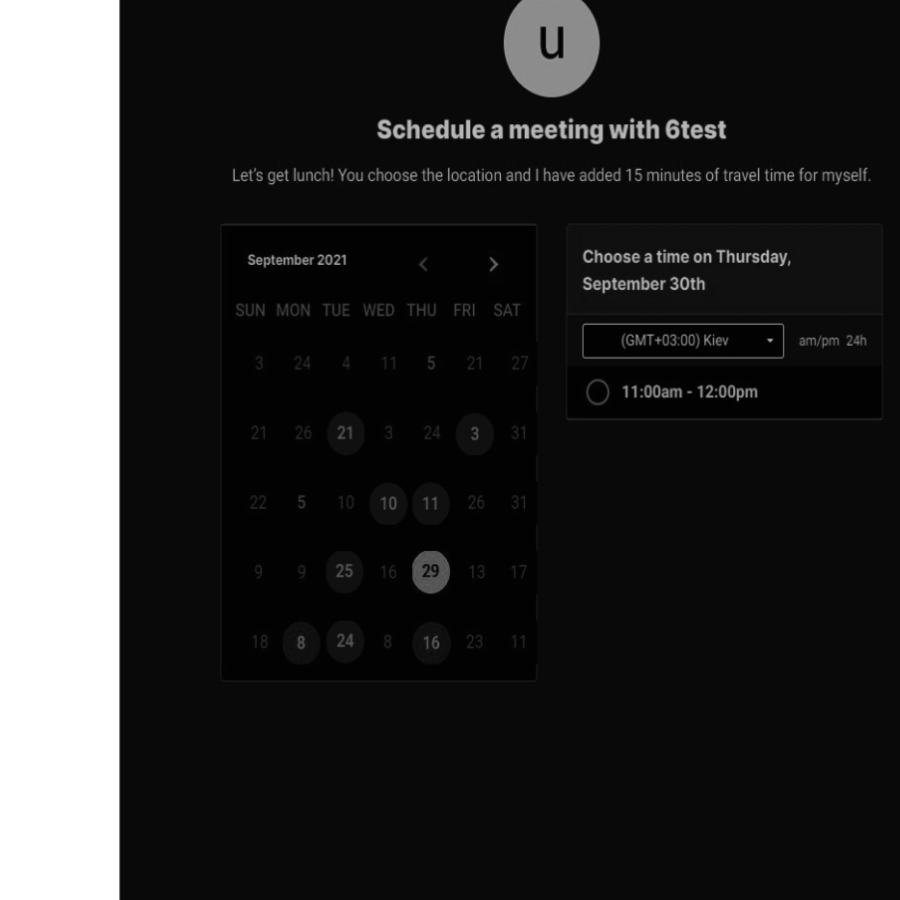 u
Schedule a meeting with 6test
Let's get lunch! You choose the location and I have added 15 minutes of travel time for myself.
September 2021
SUN MON TUE WED THU FRI SAT
3 24 4 11 5 21 27
21 26 21 3 24 3 31
22 5 10 10 11 26 31
9 9 25 16 29 13 17
18 8 24 8 16 23 11
Choose a time on Thursday,
September 30th
(GMT+03:00) Kiev am/pm 24h
11:00am - 12:00pm